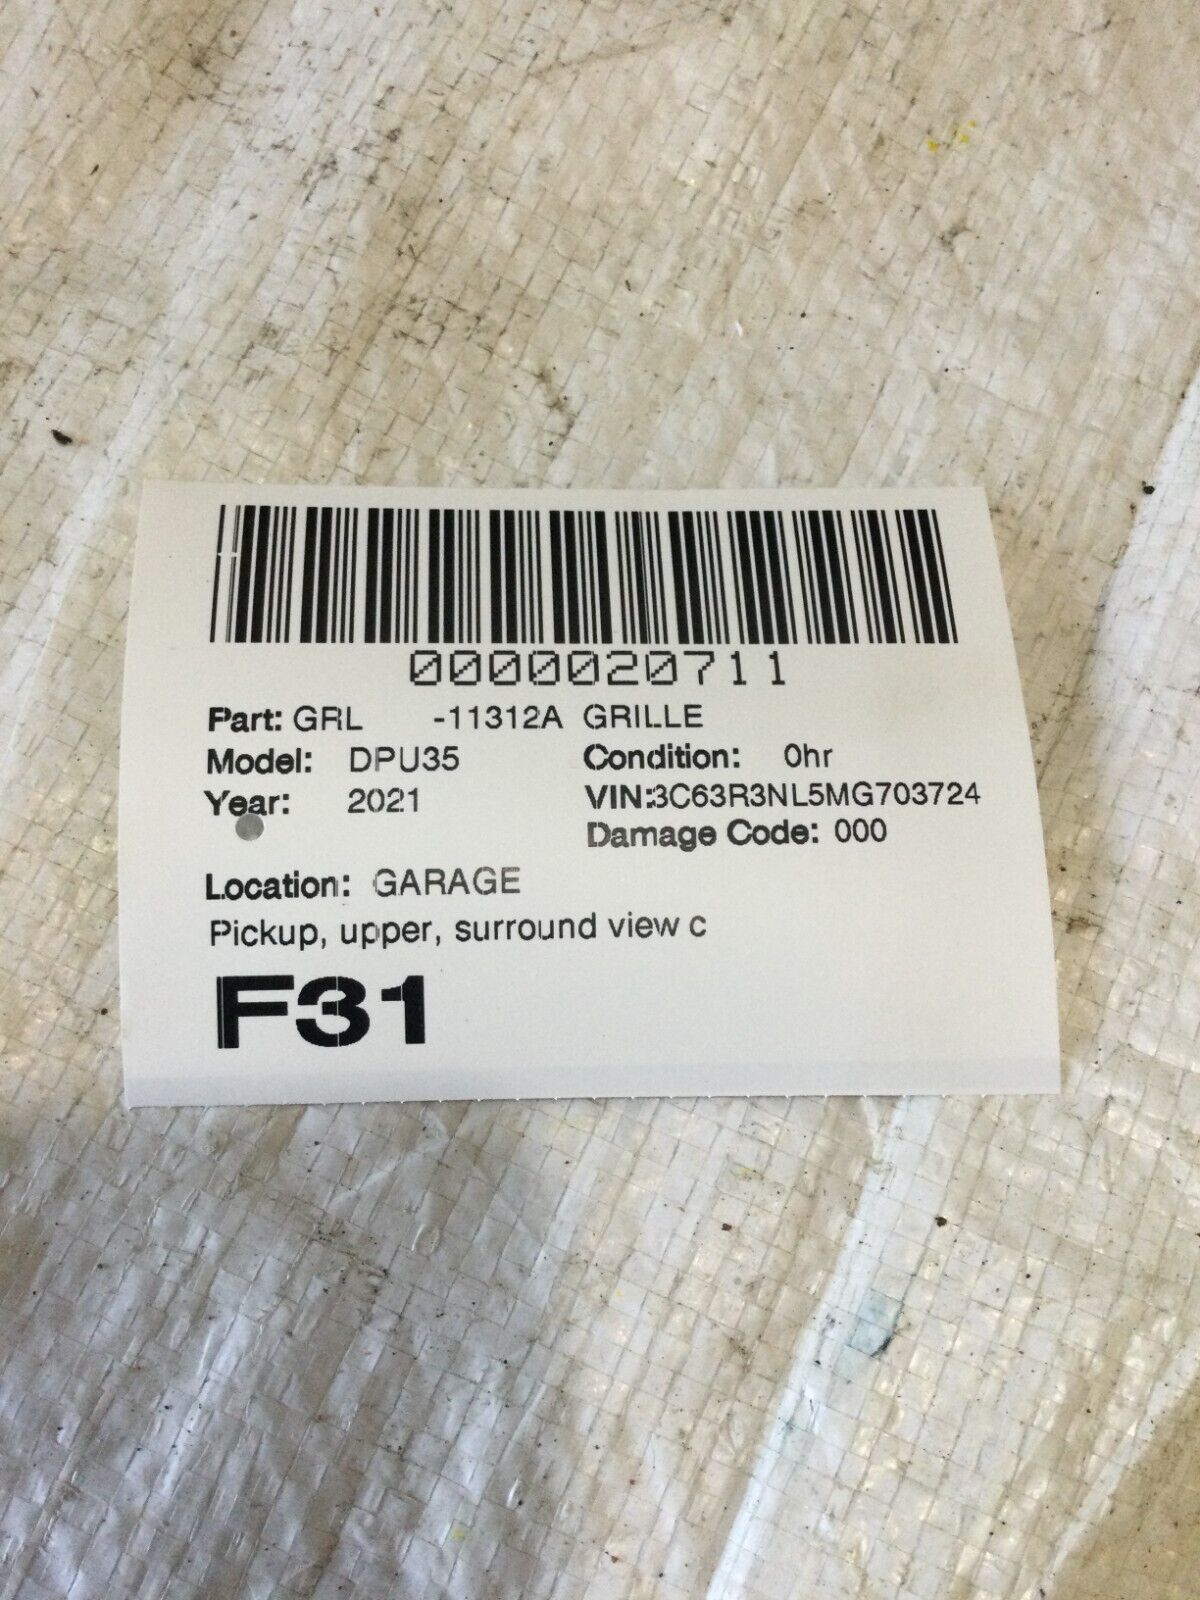 0000020711
Part: GRL -11312A GRILLE
Model: DPU35 Condition: 0hr
Year: 2021 VIN:3C63R3NL5MG703724
Damage Code: 000
Location: GARAGE
Pickup, upper, surround view c
F31